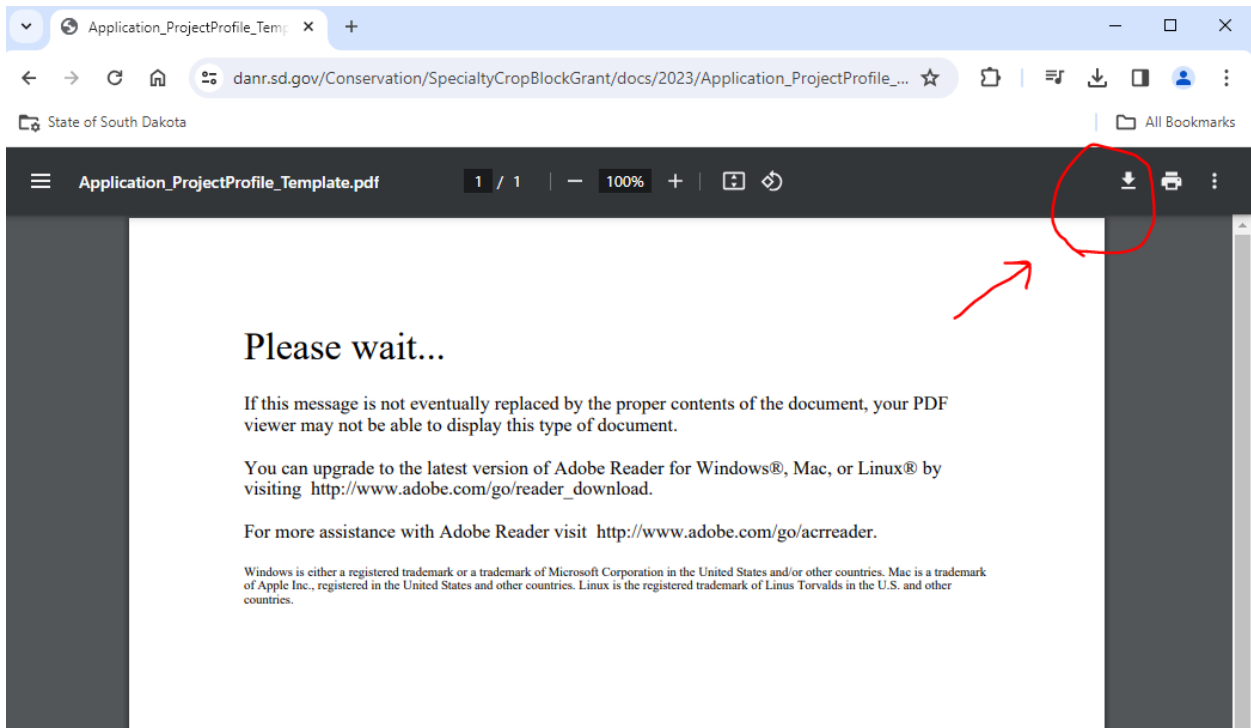 Application_ProjectProfile_Temp
danr.sd.gov/Conservation/SpecialtyCropBlockGrant/docs/2023/Application_ProjectProfile_...
State of South Dakota
All Bookmarks
Application_ProjectProfile_Template.pdf
1 / 1
100%
Please wait...
If this message is not eventually replaced by the proper contents of the document, your PDF
viewer may not be able to display this type of document.
You can upgrade to the latest version of Adobe Reader for Windows®, Mac, or Linux® by
visiting http://www.adobe.com/go/reader_download.
For more assistance with Adobe Reader visit http://www.adobe.com/go/acrreader.
Windows is either a registered trademark or a trademark of Microsoft Corporation in the United States and/or other countries. Mac is a trademark
of Apple Inc., registered in the United States and other countries. Linux is the registered trademark of Linus Torvalds in the U.S. and other
countries.